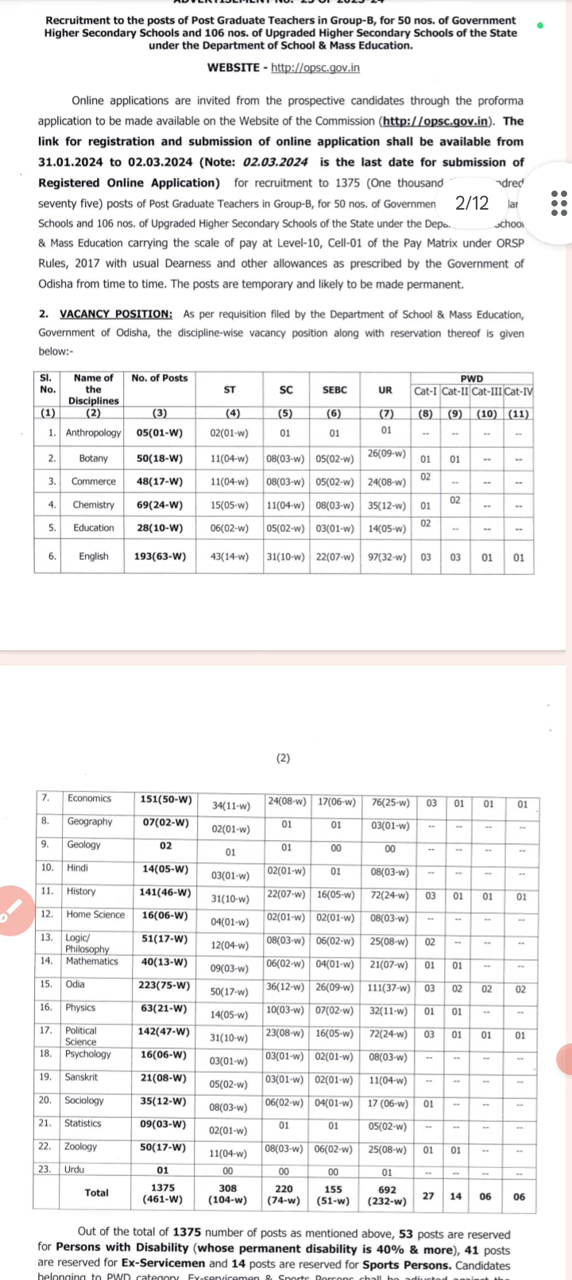 Recruitment to the posts of Post Graduate Teachers in Group-B, for 50 nos. of Government
Higher Secondary Schools and 106 nos. of Upgraded Higher Secondary Schools of the State
under the Department of School & Mass Education.
WEBSITE - http://opsc.gov.in
Online applications are invited from the prospective candidates through the proforma
application to be made available on the Website of the Commission (http://opsc.gov.in). The
link for registration and submission of online application shall be available from
31.01.2024 to 02.03.2024 (Note: 02.03.2024 is the last date for submission of
Registered Online Application) for recruitment to 1375 (One thousand
seventy five) posts of Post Graduate Teachers in Group-B, for 50 nos. of
2/12
Schools and 106 nos. of Upgraded Higher Secondary Schools of the State under the
& Mass Education carrying the scale of pay at Level-10, Cell-01 of the Pay Matrix under ORSP
Rules, 2017 with usual Dearness and other allowances as prescribed by the Government of
Odisha from time to time. The posts are temporary and likely to be made permanent.
2. VACANCY POSITION: As per requisition filed by the Department of School & Mass Education,
Government of Odisha, the discipline-wise vacancy position along with reservation thereof is given
below:-
Sl. No. Name of the Disciplines No. of Posts ST SC SEBC UR PWD
Cat-I Cat-II Cat-III Cat-IV
(1) (2) (3) (4) (5) (6) (7) (8) (9) (10) (11)
1. Anthropology 05(01-W) 02(01-w) 01 01 01 -- -- -- --
2. Botany 50(18-W) 11(04-w) 08(03-w) 05(02-w) 26(09-w) 01 01 -- --
3. Commerce 48(17-W) 11(04-w) 08(03-w) 05(02-w) 24(08-w) 02 -- -- --
4. Chemistry 69(24-W) 15(05-w) 11(04-w) 08(03-w) 35(12-w) 01 02 -- --
5. Education 28(10-W) 06(02-w) 05(02-w) 03(01-w) 14(05-w) 02 -- -- --
6. English 193(63-W) 43(14-w) 31(10-w) 22(07-w) 97(32-w) 03 03 01 01
(2)
7. Economics 151(50-W) 34(11-w) 24(08-w) 17(06-w) 76(25-w) 03 01 01 01
8. Geography 07(02-W) 02(01-w) 01 01 03(01-w) -- -- -- --
9. Geology 02 01 01 00 00 -- -- -- --
10. Hindi 14(05-W) 03(01-w) 02(01-w) 01 08(03-w) -- -- -- --
11. History 141(46-W) 31(10-w) 22(07-w) 16(05-w) 72(24-w) 03 01 01 01
12. Home Science 16(06-W) 04(01-w) 02(01-w) 02(01-w) 08(03-w) -- -- -- --
13. Logic/ Philosophy 51(17-W) 12(04-w) 08(03-w) 06(02-w) 25(08-w) 02 -- -- --
14. Mathematics 40(13-W) 09(03-w) 06(02-w) 04(01-w) 21(07-w) 01 01 -- --
15. Odia 223(75-W) 50(17-w) 36(12-w) 26(09-w) 111(37-w) 03 02 02 02
16. Physics 63(21-W) 14(05-w) 10(03-w) 07(02-w) 32(11-w) 01 01 -- --
17. Political Science 142(47-W) 31(10-w) 23(08-w) 16(05-w) 72(24-w) 03 01 01 01
18. Psychology 16(06-W) 03(01-w) 03(01-w) 02(01-w) 08(03-w) -- -- -- --
19. Sanskrit 21(08-W) 05(02-w) 03(01-w) 02(01-w) 11(04-w) -- -- -- --
20. Sociology 35(12-W) 08(03-w) 06(02-w) 04(01-w) 17 (06-w) 01 -- -- --
21. Statistics 09(03-W) 02(01-w) 01 01 05(02-w) -- -- -- --
22. Zoology 50(17-W) 11(04-w) 08(03-w) 06(02-w) 25(08-w) 01 01 -- --
23. Urdu 01 00 00 00 01 -- -- -- --
Total 1375 (461-W) 308 (104-w) 220 (74-w) 155 (51-w) 692 (232-w) 27 14 06 06
Out of the total of 1375 number of posts as mentioned above, 53 posts are reserved
for Persons with Disability (whose permanent disability is 40% & more), 41 posts
are reserved for Ex-Servicemen and 14 posts are reserved for Sports Persons. Candidates